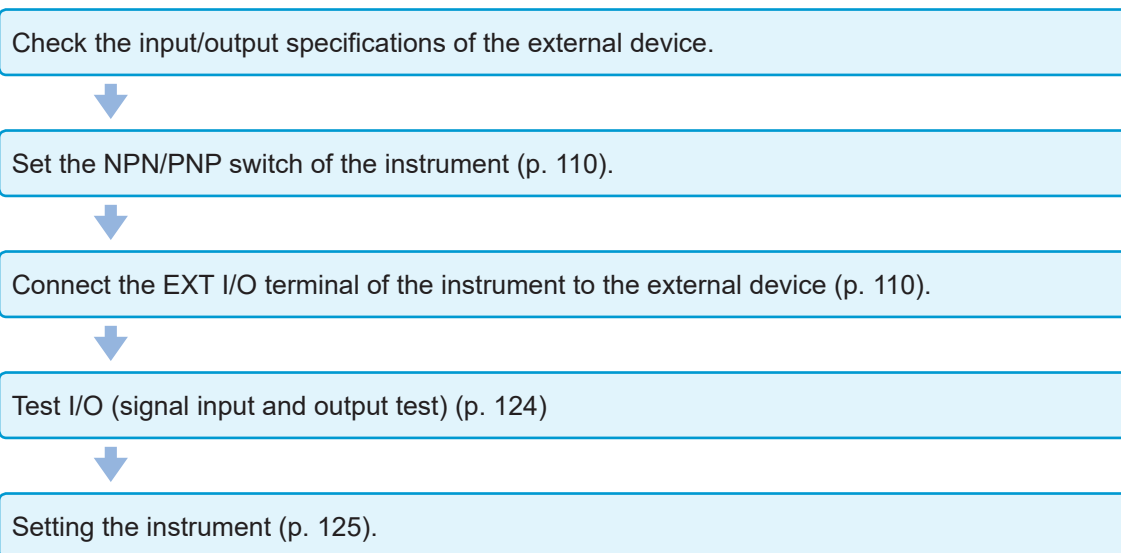 Check the input/output specifications of the external device.
Set the NPN/PNP switch of the instrument (p. 110).
Connect the EXT I/O terminal of the instrument to the external device (p. 110).
Test I/O (signal input and output test) (p. 124)
Setting the instrument (p. 125).